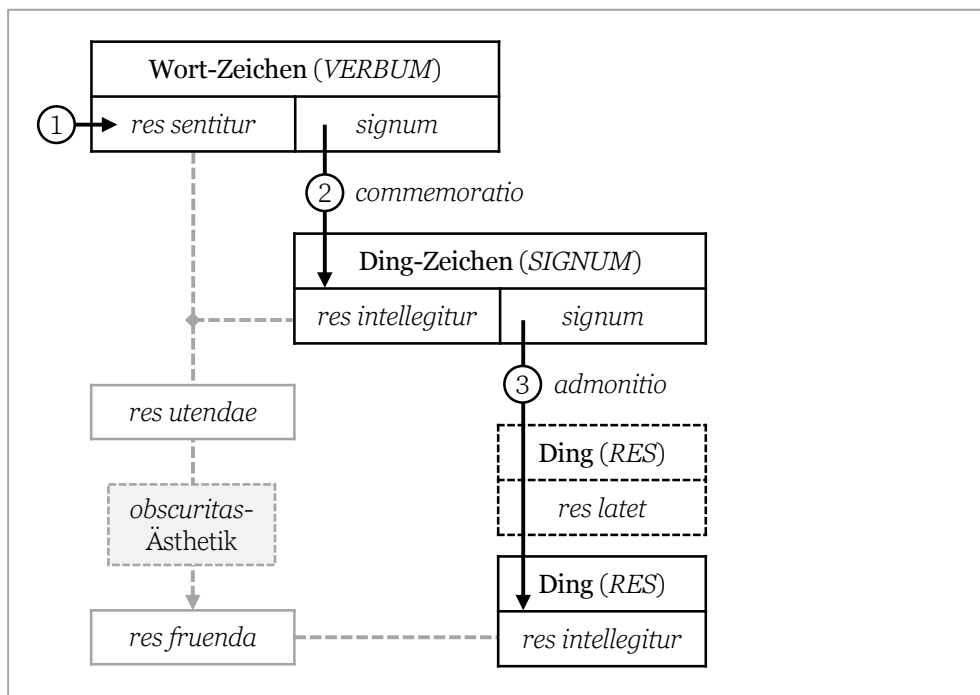 Wort-Zeichen (VERBUM)
1
res sentitur
signum
2
commemoratio
Ding-Zeichen (SIGNUM)
res intellegitur
signum
3
admonitio
res utendae
Ding (RES)
res latet
obscuritas-
Ästhetik
Ding (RES)
res fruenda
res intellegitur